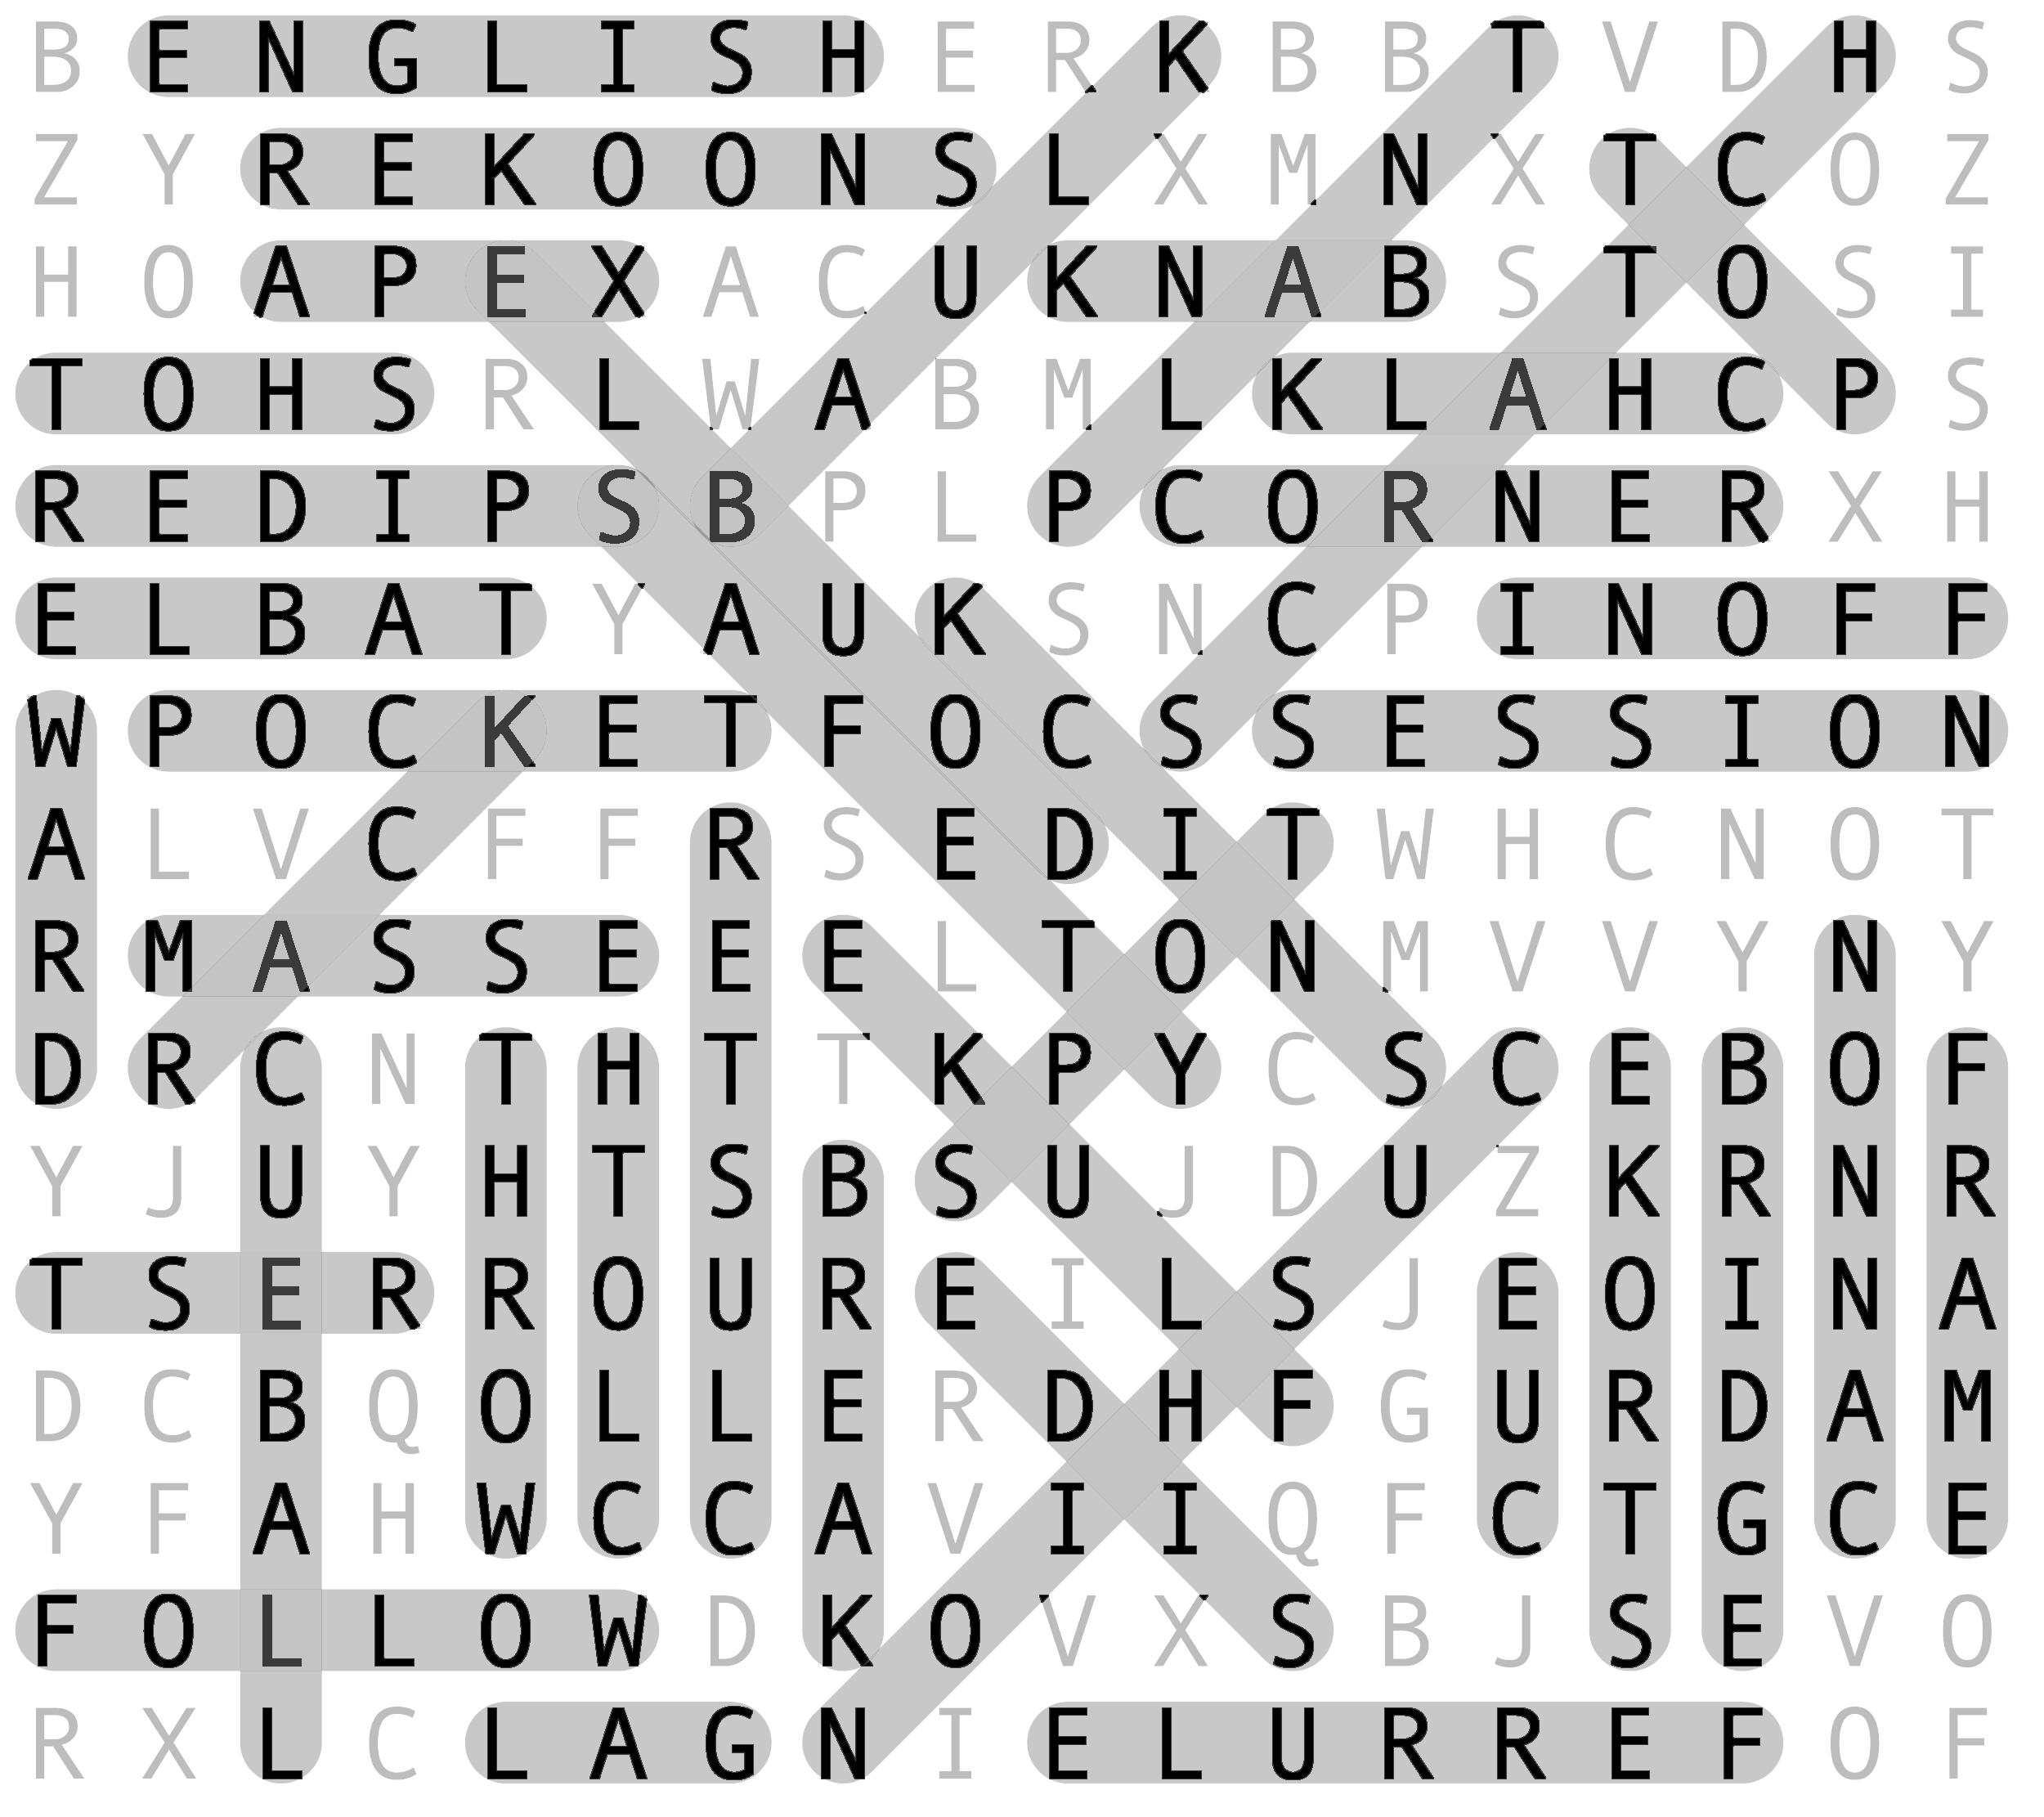 B E N G L I S H E R K B B T V D H S
Z Y R E K O O N S L X M N X T C O Z
H O A P E X A C U K N A B S T O S I
T O H S R L W A B M L K L A H C P S
R E D I P S B P L P C O R N E R X H
E L B A T Y A U K S N C P I N O F F
W P O C K E T F O C S S E S S I O N
A L V C F F R S E D I T W H C N O T
R M A S S E E E L T O N M V V Y N Y
D R C N T H T T K P Y C S C E B O F
Y J U Y H T S B S U J D U Z K R N R
T S E R R O U R E I L S J E O I N A
D C B Q O L L E R D H F G U R D A M
Y F A H W C C A V I I Q F C T G C E
F O L L O W D K O V X S B J S E V O
R X L C L A G N I E L U R R E F O F